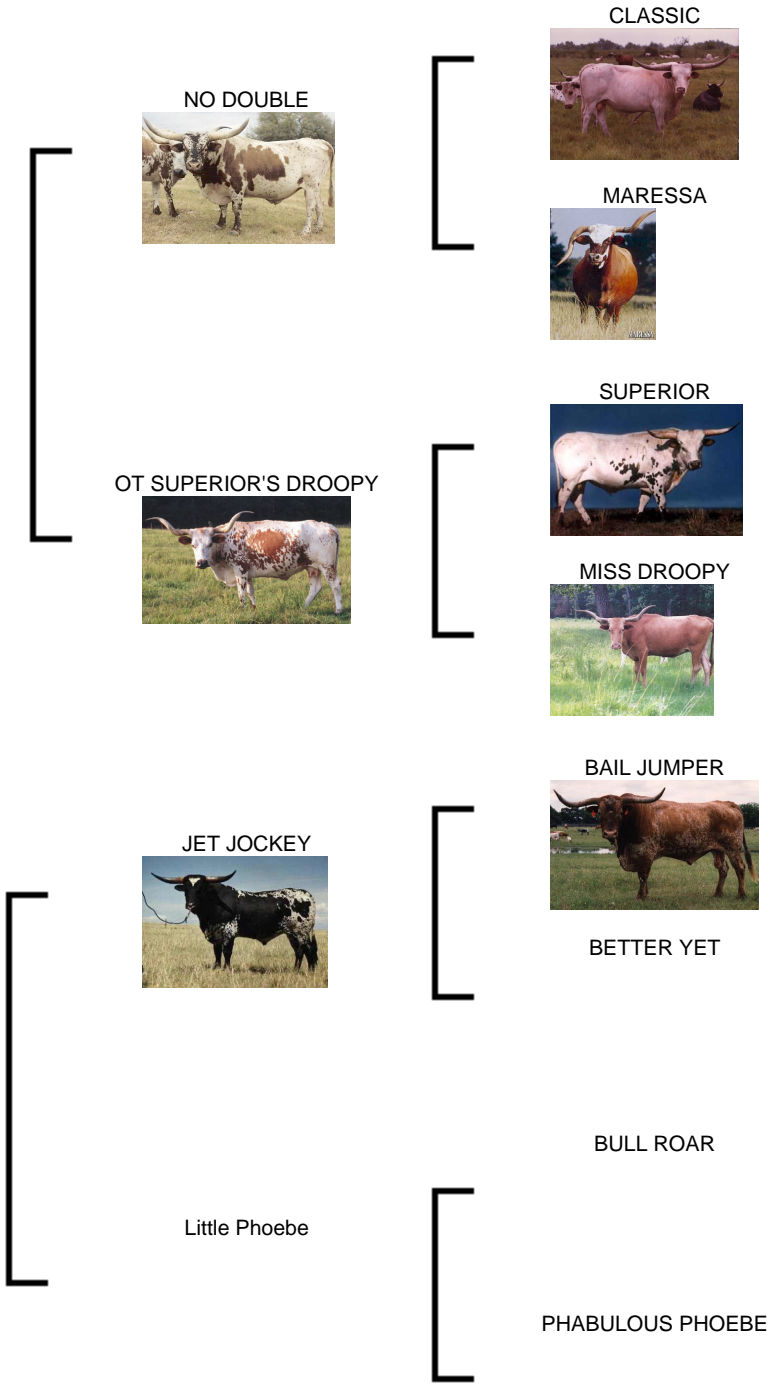 CLASSIC
NO DOUBLE
MARESSA
MARESSA
SUPERIOR
OT SUPERIOR'S DROOPY
MISS DROOPY
BAIL JUMPER
JET JOCKEY
BETTER YET
BULL ROAR
Little Phoebe
PHABULOUS PHOEBE